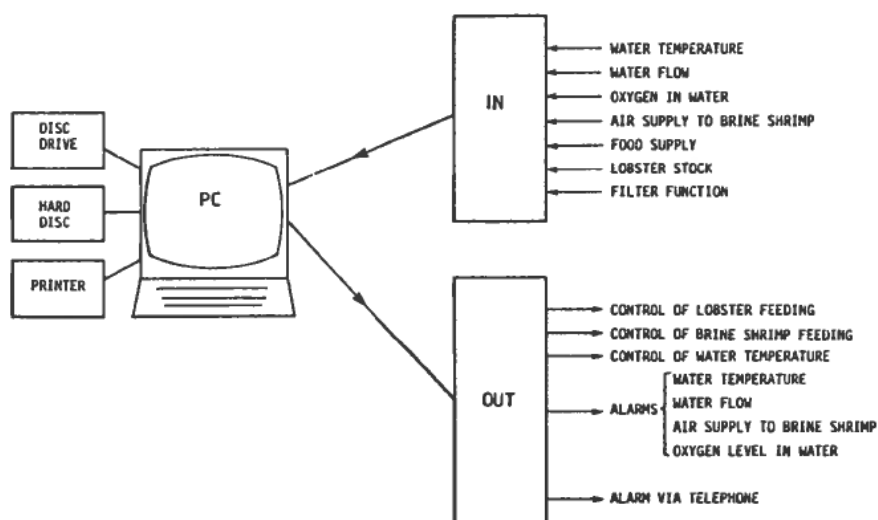 DISC
DRIVE
HARD
DISC
PRINTER
PC
IN
WATER TEMPERATURE
WATER FLOW
OXYGEN IN WATER
AIR SUPPLY TO BRINE SHRIMP
FOOD SUPPLY
LOBSTER STOCK
FILTER FUNCTION
OUT
CONTROL OF LOBSTER FEEDING
CONTROL OF BRINE SHRIMP FEEDING
CONTROL OF WATER TEMPERATURE
ALARMS
WATER TEMPERATURE
WATER FLOW
AIR SUPPLY TO BRINE SHRIMP
OXYGEN LEVEL IN WATER
ALARM VIA TELEPHONE